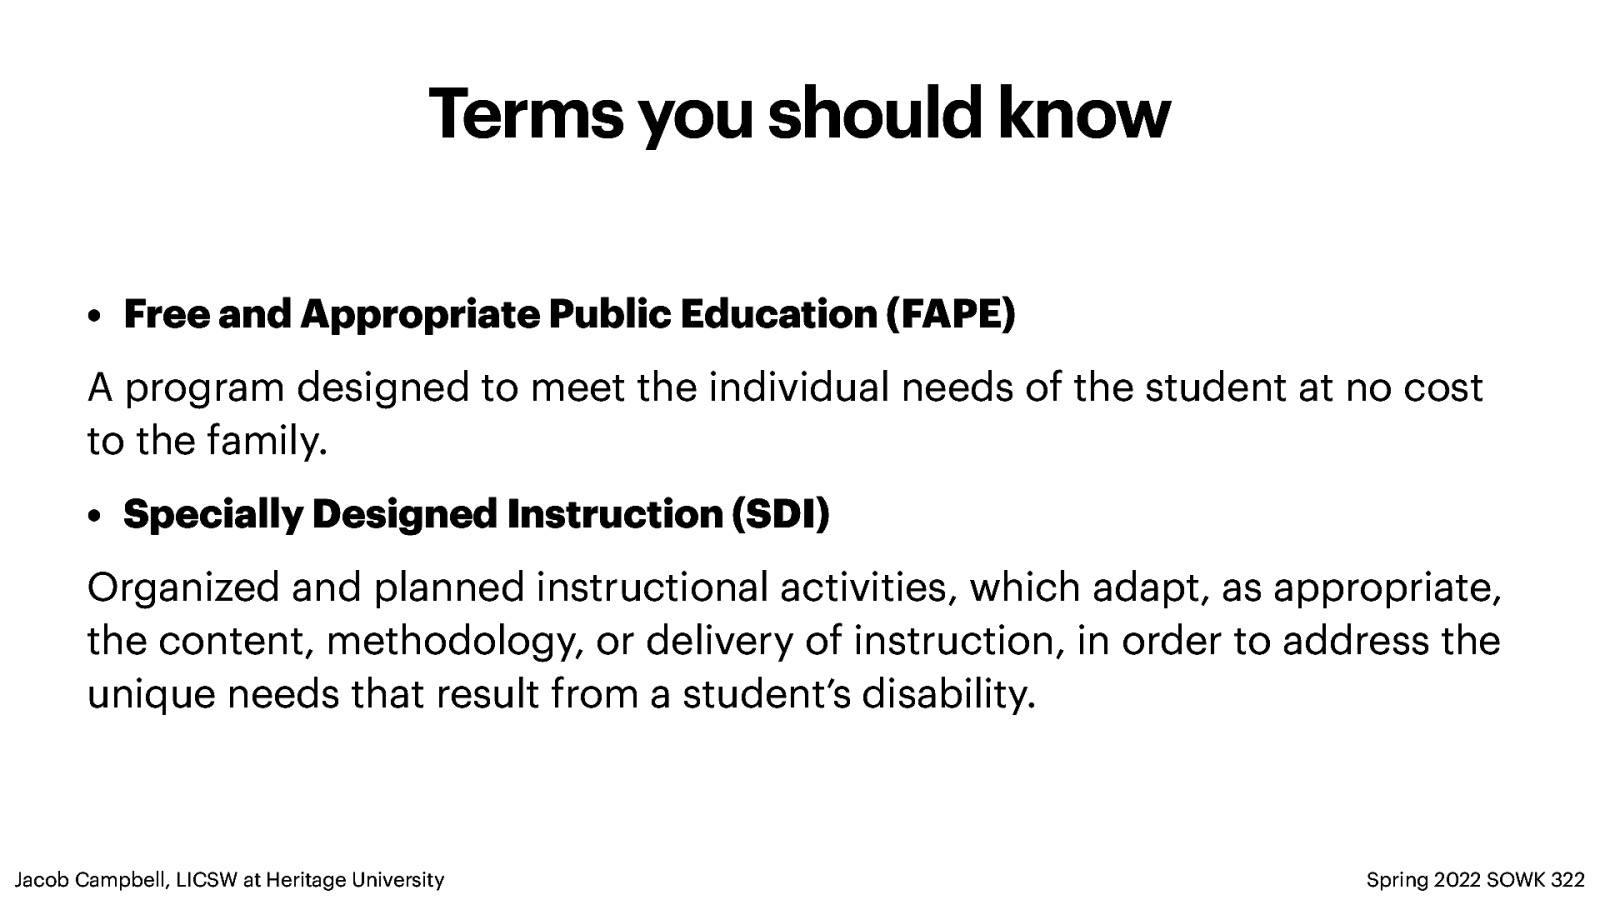 Terms you should know
• Free and Appropriate Public Education (FAPE)
A program designed to meet the individual needs of the student at no cost
to the family.
• Specially Designed Instruction (SDI)
Organized and planned instructional activities, which adapt, as appropriate,
the content, methodology, or delivery of instruction, in order to address the
unique needs that result from a student’s disability.
Jacob Campbell, LICSW at Heritage University
Spring 2022 SOWK 322